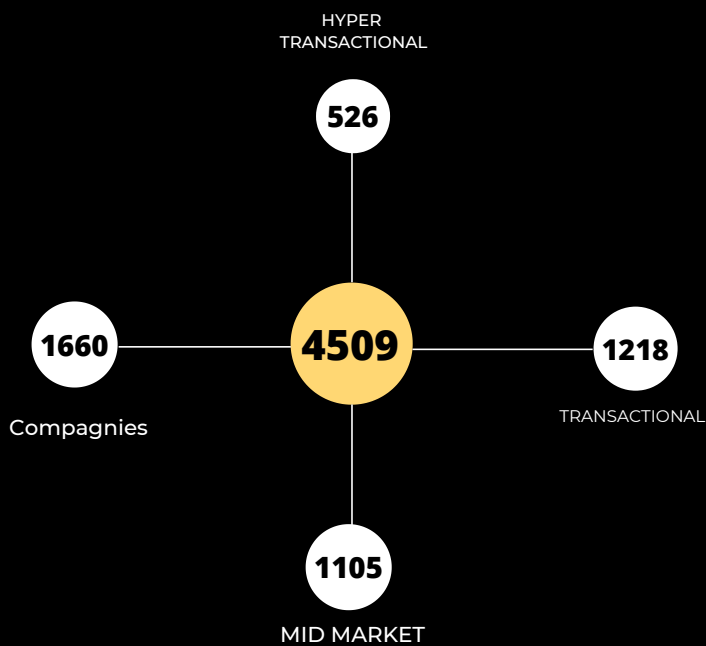 HYPER
TRANSACTIONAL
526
1660
4509
1218
Compagnies
TRANSACTIONAL
1105
MID MARKET